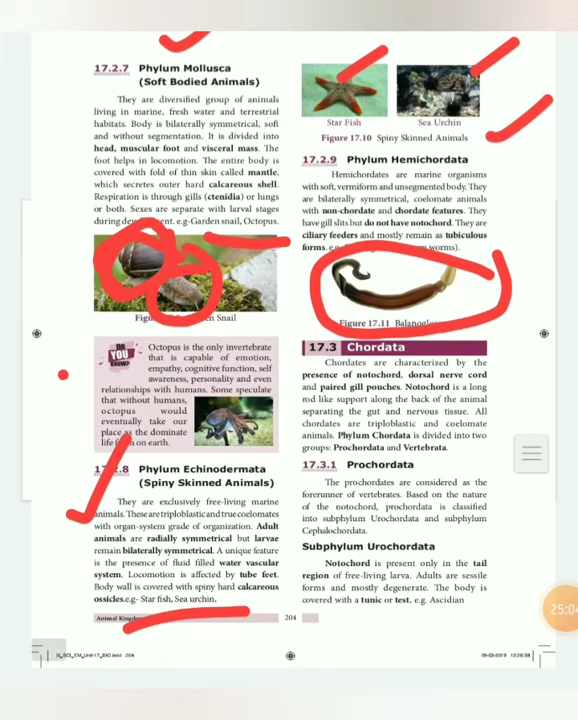 17.2.7 Phylum Mollusca
(Soft Bodied Animals)
They are diversified group of animals
living in marine, fresh water and terrestrial
habitats. Body is bilaterally symmetrical, soft
and without segmentation. It is divided into
head, muscular foot and visceral mass. The
foot helps in locomotion. The entire body is
covered with fold of thin skin called mantle,
which secretes outer hard calcareous shell.
Respiration is through gills (ctenidia) or lungs
or both. Sexes are separate with larval stages
during e.g-Garden snail, Octopus.
Snail
DO YOU KNOW?
Octopus is the only invertebrate
that is capable of emotion,
empathy, cognitive function, self
awareness, personality and even
relationships with humans. Some speculate
that without humans,
octopus would
eventually take our
place as the dominate
life on earth.
17.2.8 Phylum Echinodermata
(Spiny Skinned Animals)
They are exclusively free-living marine
animals. These are triploblastic and true coelomates
with organ-system grade of organization. Adult
animals are radially symmetrical but larvae
remain bilaterally symmetrical. A unique feature
is the presence of fluid filled water vascular
system. Locomotion is affected by tube feet.
Body wall is covered with spiny hard calcareous
ossicles.e.g- Star fish, Sea urchin.
Animal
204
Star Fish Sea Urchin
Figure 17.10 Spiny Skinned Animals
17.2.9 Phylum Hemichordata
Hemichordates are marine organisms
with soft, vermiform and unsegmented body. They
are bilaterally symmetrical, coelomate animals
with non-chordate and chordate features. They
have gill slits but do not have notochord. They are
ciliary feeders and mostly remain as tubiculous
forms. worms).
Figure 17.11
17.3 Chordata
Chordates are characterized by the
presence of notochord, dorsal nerve cord
and paired gill pouches. Notochord is a long
rod like support along the back of the animal
separating the gut and nervous tissue. All
chordates are triploblastic and coelomate
animals. Phylum Chordata is divided into two
groups: Prochordata and Vertebrata.
17.3.1 Prochordata
The prochordates are considered as the
forerunner of vertebrates. Based on the nature
of the notochord, prochordata is classified
into subphylum Urochordata and subphylum
Cephalochordata.
Subphylum Urochordata
Notochord is present only in the tail
region of free-living larva. Adults are sessile
forms and mostly degenerate. The body is
covered with a tunic or test. e.g. Ascidian